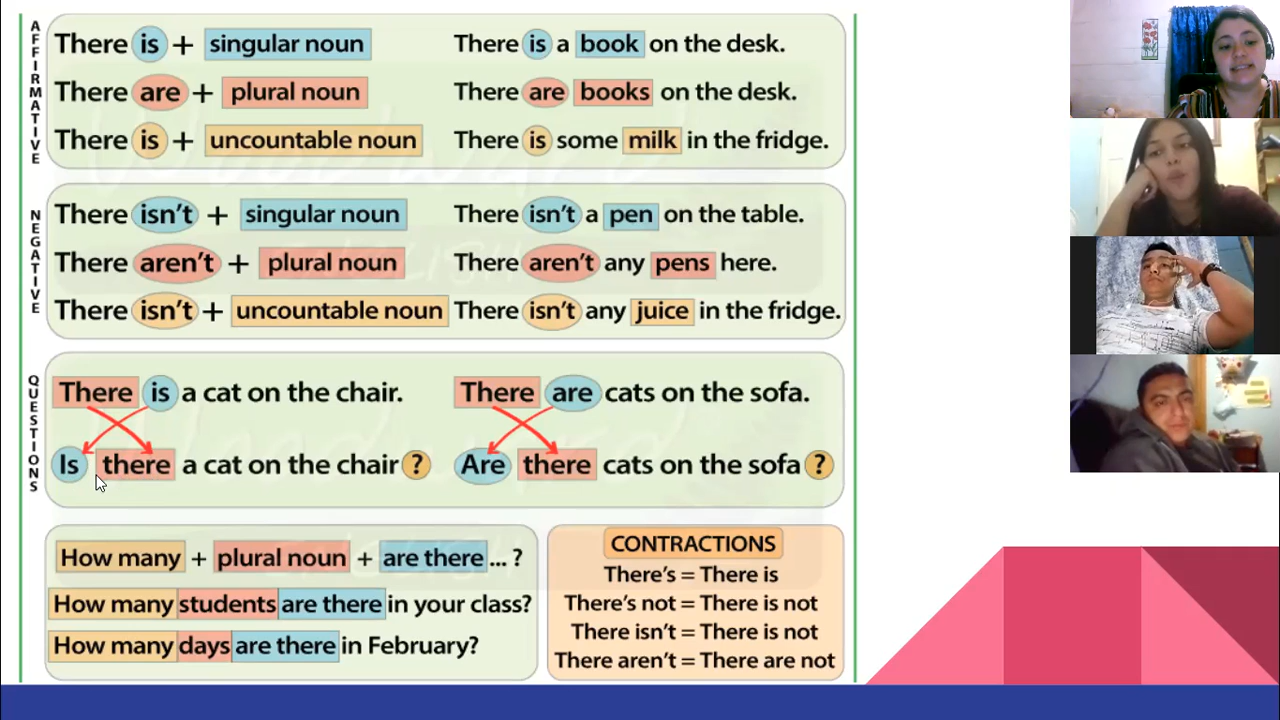 AFFIRMATIVE
There is + singular noun There is a book on the desk.
There are + plural noun There are books on the desk.
There is + uncountable noun There is some milk in the fridge.
NEGATIVE
There isn't + singular noun There isn't a pen on the table.
There aren't + plural noun There aren't any pens here.
There isn't + uncountable noun There isn't any juice in the fridge.
QUESTIONS
There is a cat on the chair. There are cats on the sofa.
Is there a cat on the chair ? Are there cats on the sofa ?
How many + plural noun + are there ... ?
How many students are there in your class?
How many days are there in February?
CONTRACTIONS
There's = There is
There's not = There is not
There isn't = There is not
There aren't = There are not